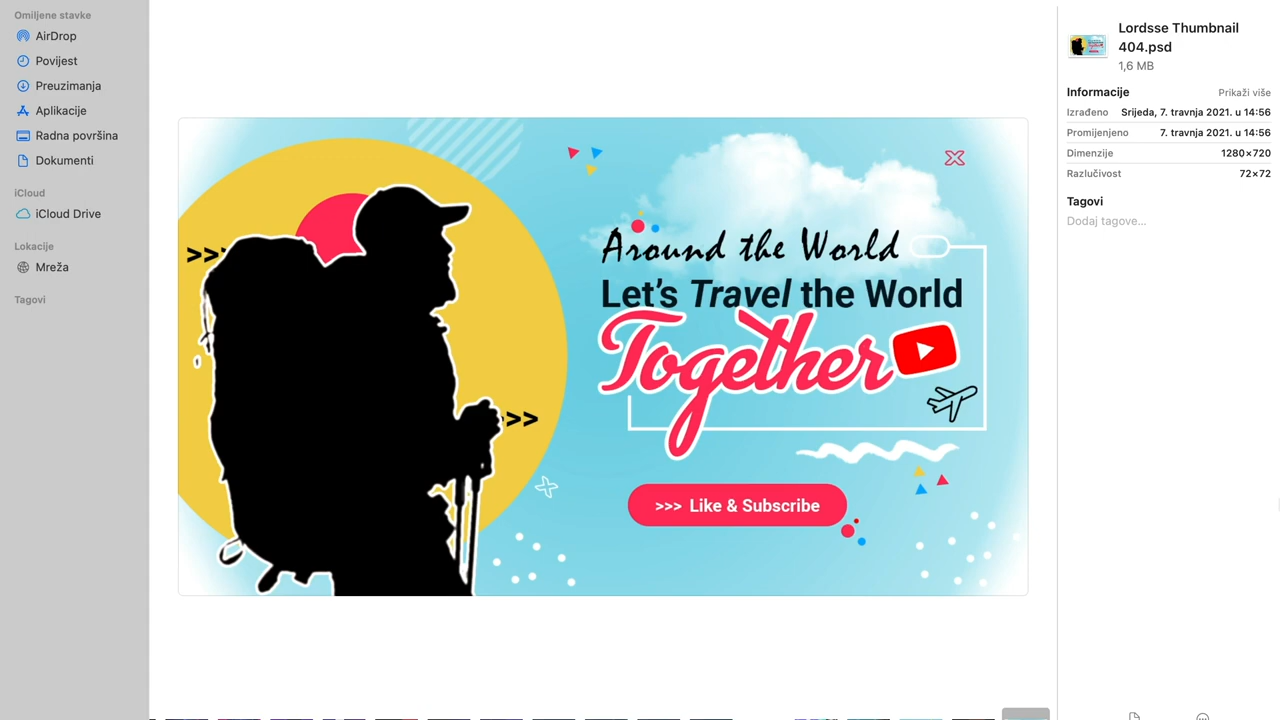 Omiljene stavke
AirDrop
Povijest
Preuzimanja
Aplikacije
Radna površina
Dokumenti
iCloud
iCloud Drive
Lokacije
Mreža
Tagovi
>>>
Around the World
Let's Travel the World
Together
>>>
>>> Like & Subscribe
Lordsse Thumbnail
404.psd
1,6 MB
Informacije Prikaži više
Izrađeno Srijeda, 7. travnja 2021. u 14:56
Promijenjeno 7. travnja 2021. u 14:56
Dimenzije 1280×720
Razlučivost 72×72
Tagovi
Dodaj tagove...